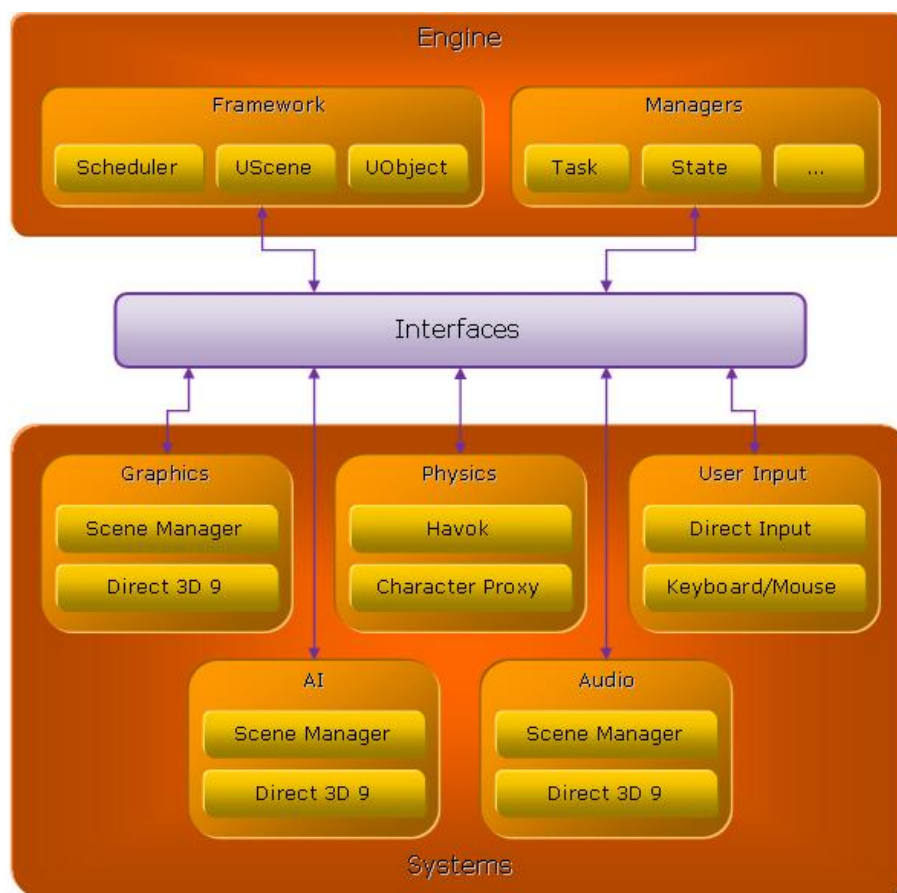 Engine
Framework
Managers
Scheduler
UScene
UObject
Task
State
...
Interfaces
Graphics
Physics
User Input
Scene Manager
Havok
Direct Input
Direct 3D 9
Character Proxy
Keyboard/Mouse
AI
Audio
Scene Manager
Scene Manager
Direct 3D 9
Direct 3D 9
Systems